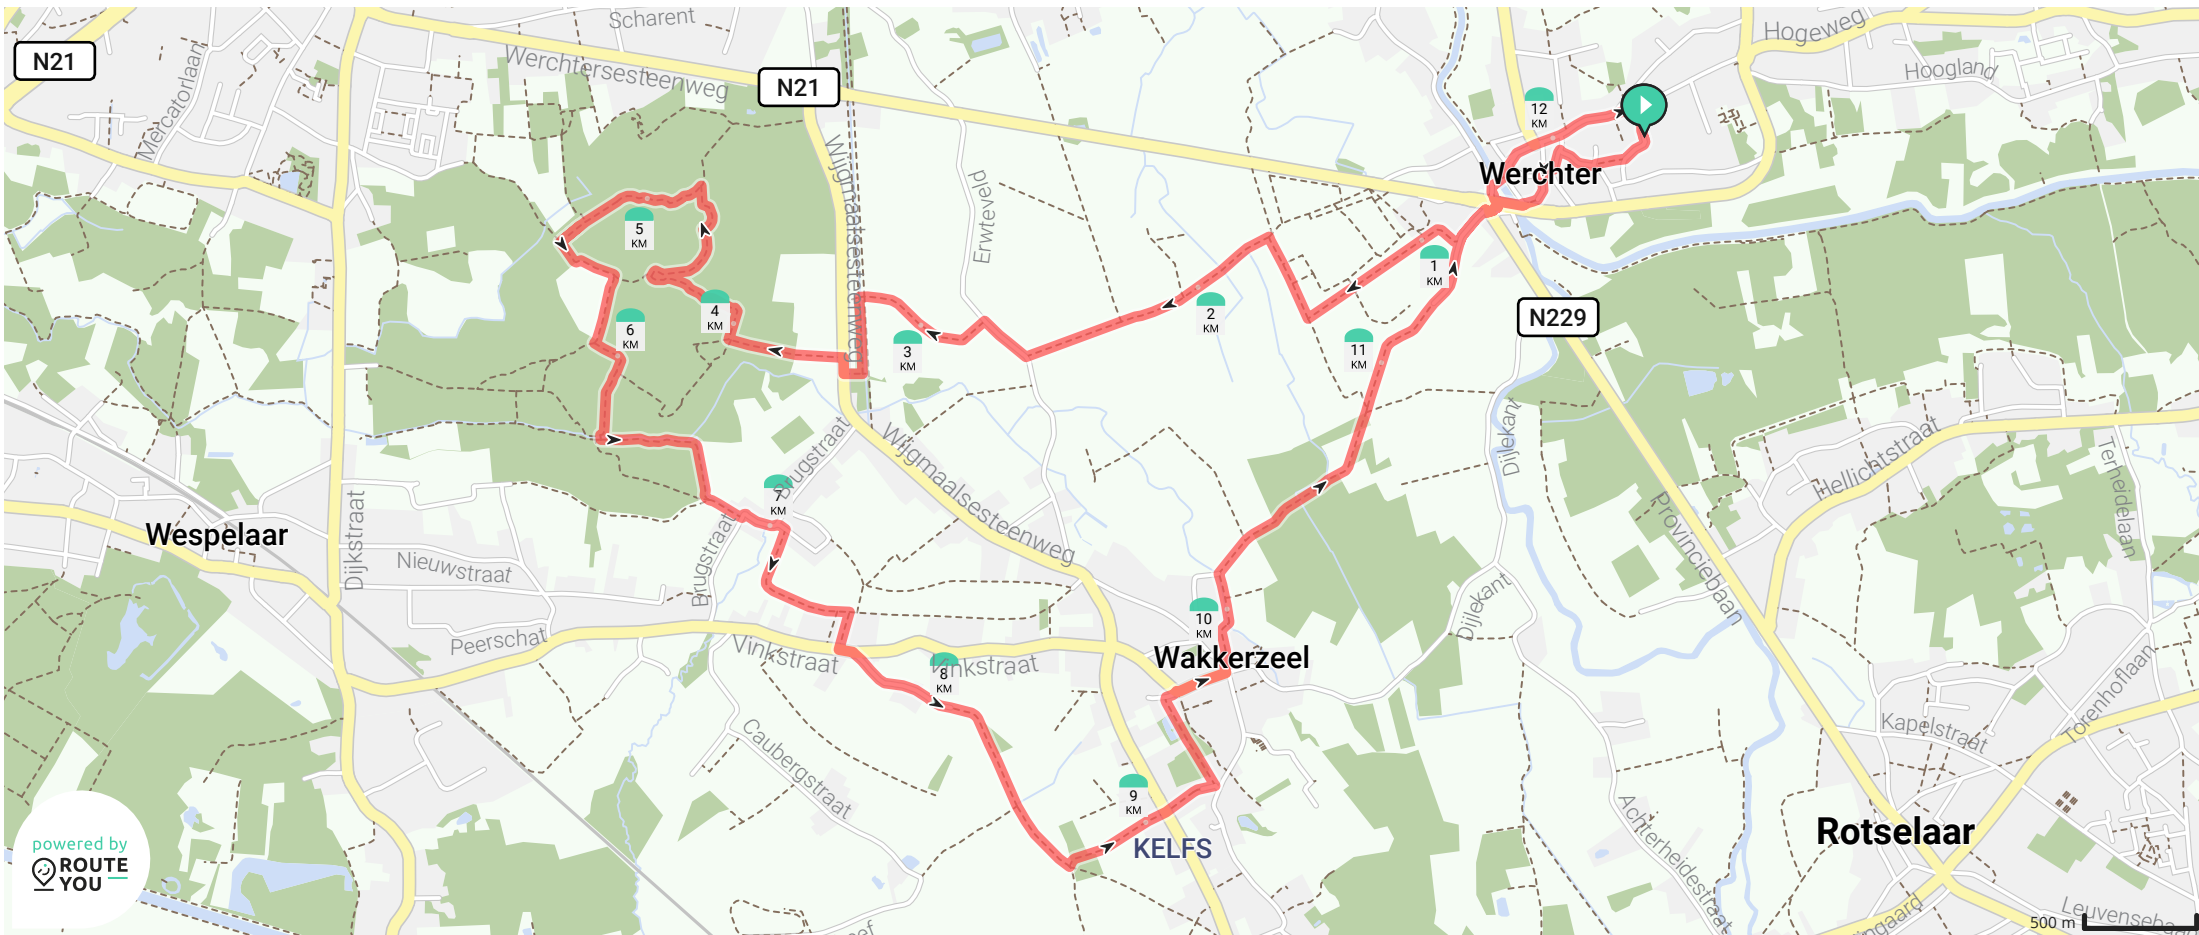 Scharent
Hogeweg
N21
Werchtersesteenweg
N21
Hoogland
Mercatorlaan
12
KM
Werchter
Wijgmaalsesteenweg
Erwteveld
5
KM
1
KM
4
KM
2
KM
N229
6
KM
3
KM
11
KM
Dijlekant
Hellichtstraat
Brugstraat
Wijgmaalsesteenweg
Terheidelaan
7
KM
Provinciebaan
Wespelaar
Dijkstraat
Nieuwstraat
Brugstraat
Dijlekant
10
KM
Peerschat
Vinkstraat
Vinkstraat
8
KM
Wakkerzeel
Torenhoflaan
Kapelstraat
Caubergstraat
9
KM
KELFS
Achterheidestraat
Rotselaar
powered by
ROUTE
YOU
500 m